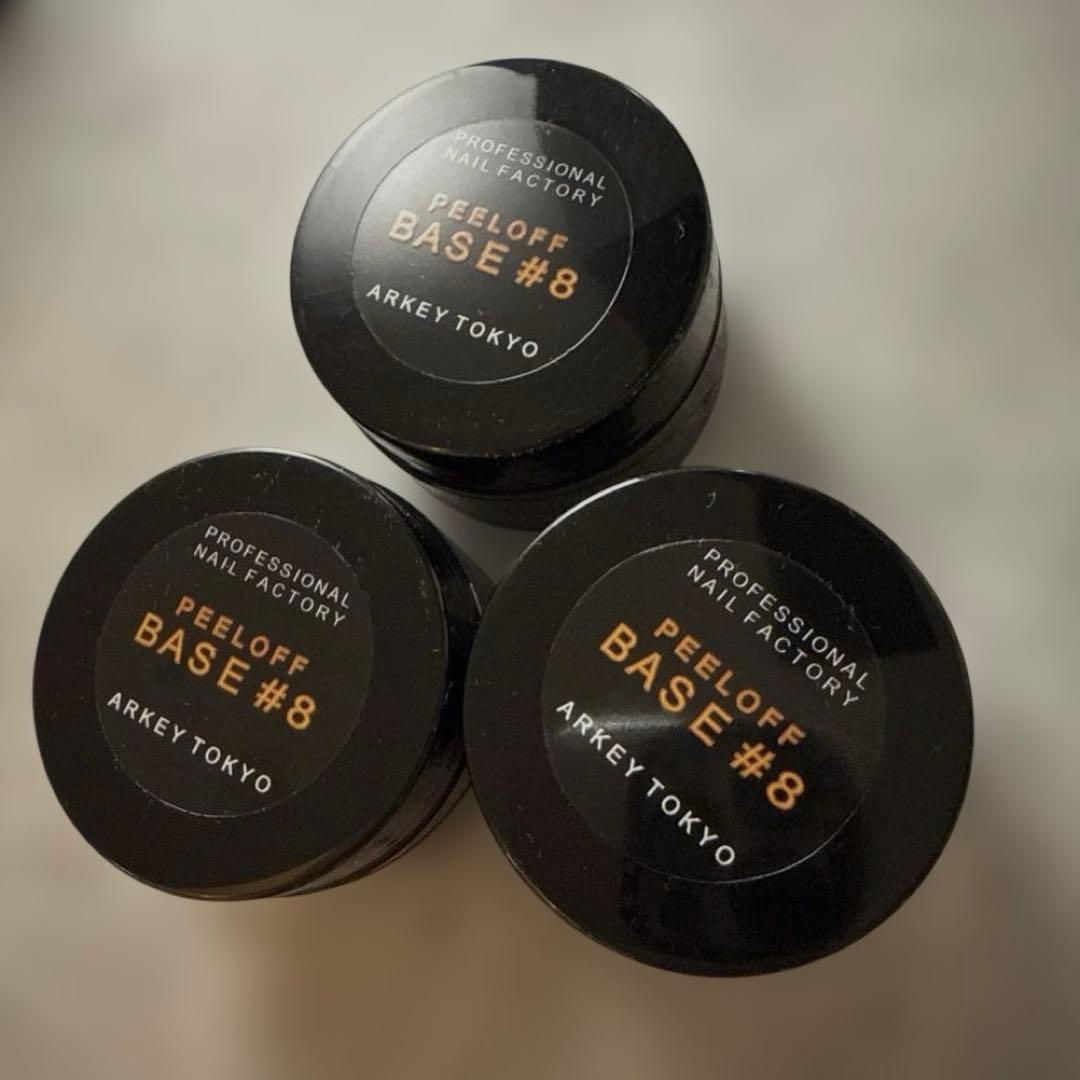 PROFESSIONAL
NAIL FACTORY
PEELOFF
BASE #8
ARKEY TOKYO
PROFESSIONAL
NAIL FACTORY
PEELOFF
BASE #8
ARKEY TOKYO
PROFESSIONAL
NAIL FACTORY
PEELOFF
BASE #8
ARKEY TOKYO